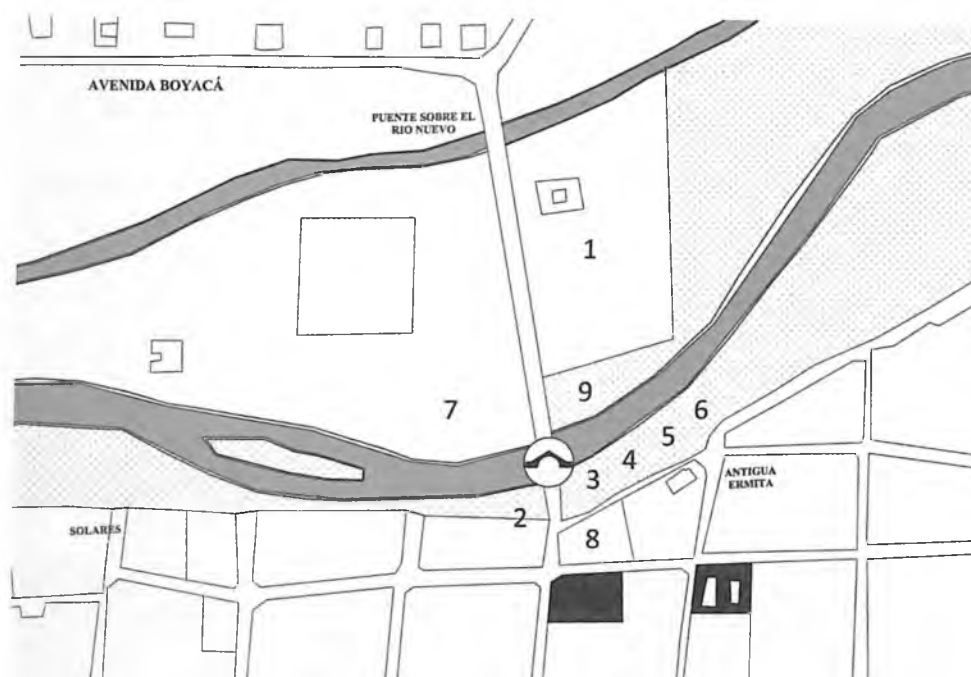 AVENIDA BOYACÁ
PUENTE SOBRE EL
RIO NUEVO
1
7
9
6
5
4
3
2
8
ANTIGUA
ERMITA
SOLARES